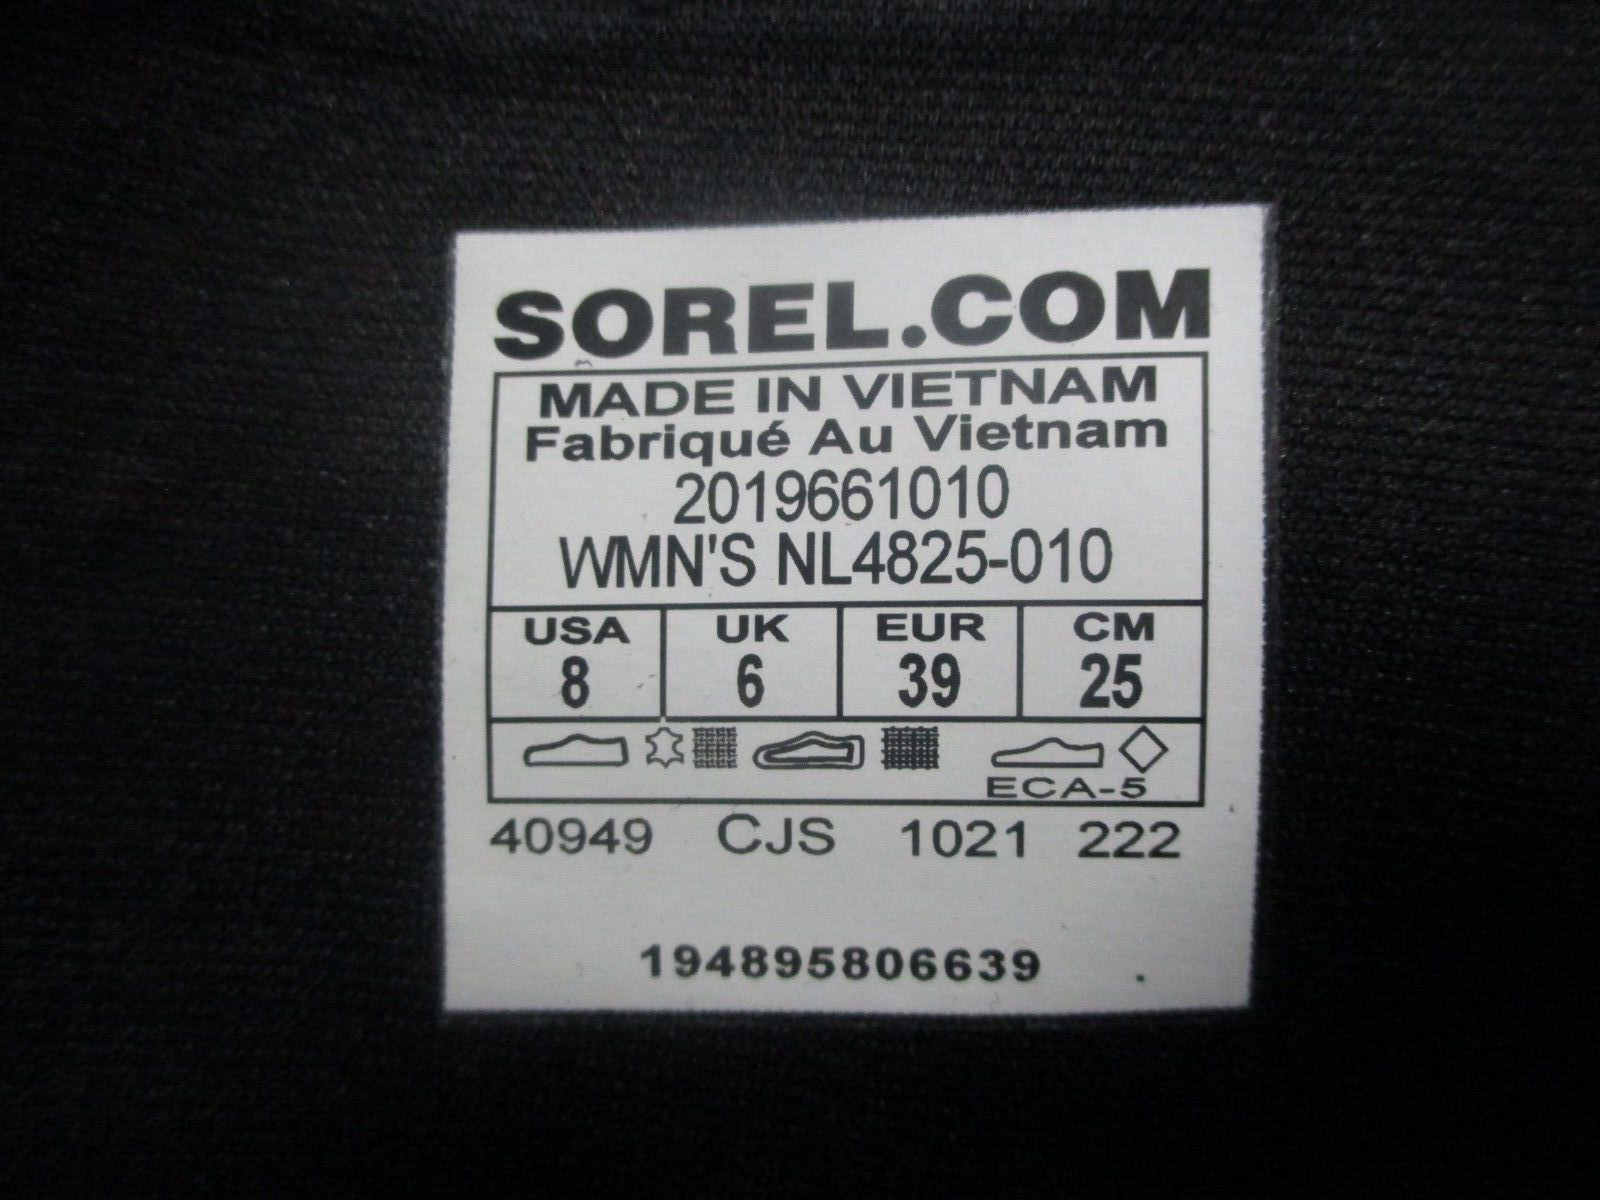 SOREL.COM
MADE IN VIETNAM
Fabriqué Au Vietnam
2019661010
WMN'S NL4825-010
USA UK EUR CM
8 6 39 25
ECA-5
40949 CJS 1021 222
194895806639